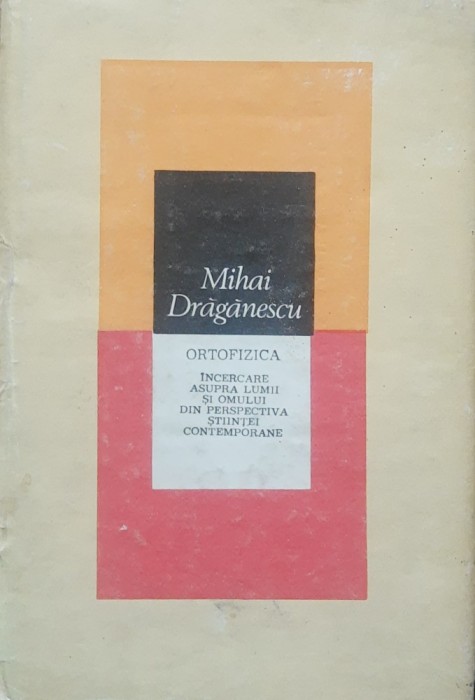 Mihai
Drăgănescu
ORTOFIZICA
ÎNCERCARE
ASUPRA LUMII
ȘI OMULUI
DIN PERSPECTIVA
ȘTIINȚEI
CONTEMPORANE